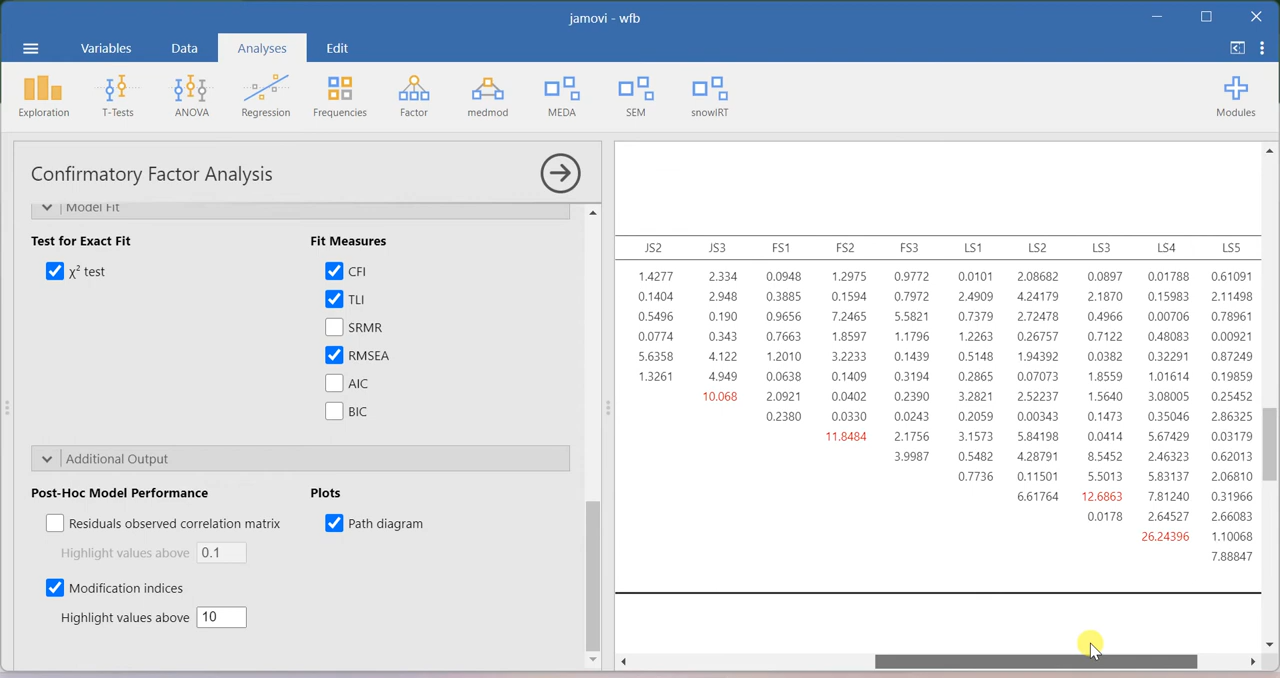 jamovi - wfb
Variables Data Analyses Edit
Exploration T-Tests ANOVA Regression Frequencies Factor medmod MEDA SEM snowIRT Modules
Confirmatory Factor Analysis
Model Fit
Test for Exact Fit Fit Measures
χ² test CFI
TLI
SRMR
RMSEA
AIC
BIC
Additional Output
Post-Hoc Model Performance Plots
Residuals observed correlation matrix Path diagram
Highlight values above 0.1
Modification indices
Highlight values above 10
JS2 JS3 FS1 FS2 FS3 LS1 LS2 LS3 LS4 LS5
1.4277 2.334 0.0948 1.2975 0.9772 0.0101 2.08682 0.0897 0.01788 0.61091
0.1404 2.948 0.3885 0.1594 0.7972 2.4909 4.24179 2.1870 0.15983 2.11498
0.5496 0.190 0.9656 7.2465 5.5821 0.7379 2.72478 0.4966 0.00706 0.78961
0.0774 0.343 0.7663 1.8597 1.1796 1.2263 0.26757 0.7122 0.48083 0.00921
5.6358 4.122 1.2010 3.2233 0.1439 0.5148 1.94392 0.0382 0.32291 0.87249
1.3261 4.949 0.0638 0.1409 0.3194 0.2865 0.07073 1.8559 1.01614 0.19859
10.068 2.0921 0.0402 0.2390 3.2821 2.52237 1.5640 3.08005 0.25452
0.2380 0.0330 0.0243 0.2059 0.00343 0.1473 0.35046 2.86325
11.8484 2.1756 3.1573 5.84198 0.0414 5.67429 0.03179
3.9987 0.5482 4.28791 8.5452 2.46323 0.62013
0.7736 0.11501 5.5013 5.83137 2.06810
6.61764 12.6863 7.81240 0.31966
0.0178 2.64527 2.66083
26.24396 1.10068
7.88847